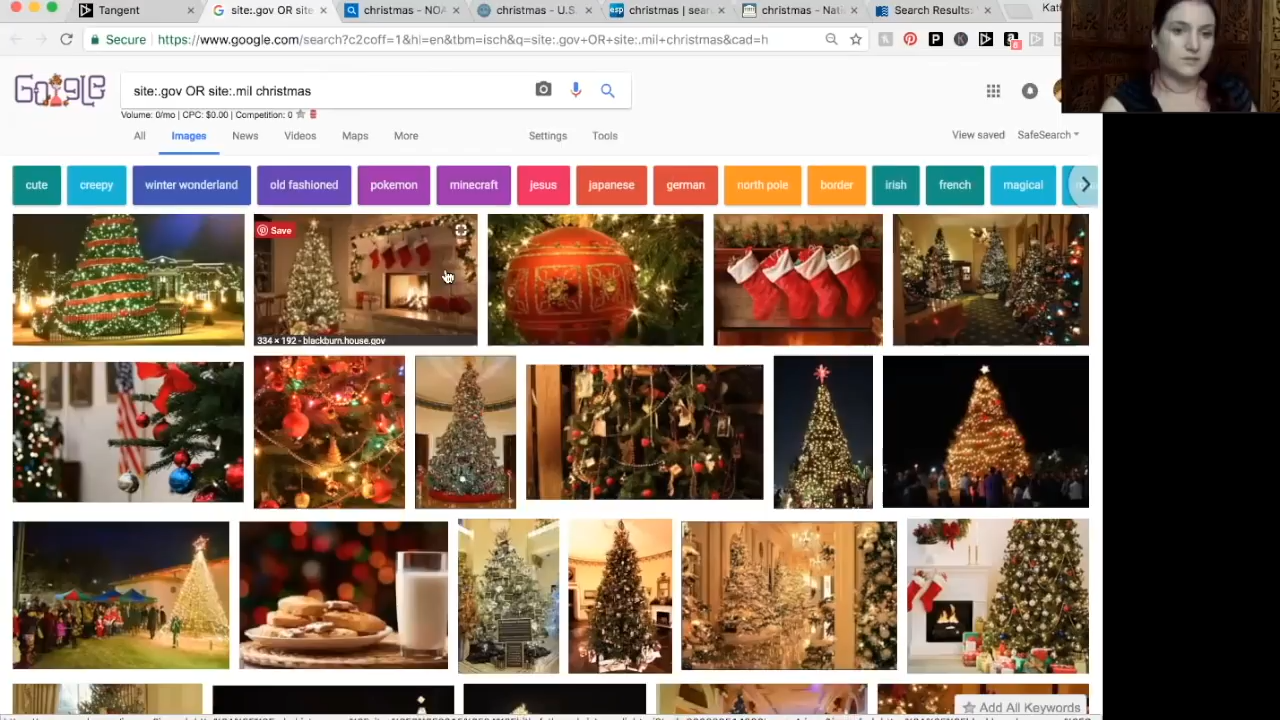 Tangent
site:.gov OR site
christmas - NOA
christmas - U.S.
christmas | sear
christmas - Nati
Search Results:
Kath
Secure
https://www.google.com/search?c2coff=1&hl=en&tbm=isch&q=site:.gov+OR+site:.mil+christmas&cad=h
Google
site:.gov OR site:.mil christmas
Volume: 0/mo | CPC: $0.00 | Competition: 0
All Images News Videos Maps More Settings Tools
View saved SafeSearch
cute creepy winter wonderland old fashioned pokemon minecraft jesus japanese german north pole border irish french magical
Save
334 × 192 - blackburn.house.gov
Add All Keywords